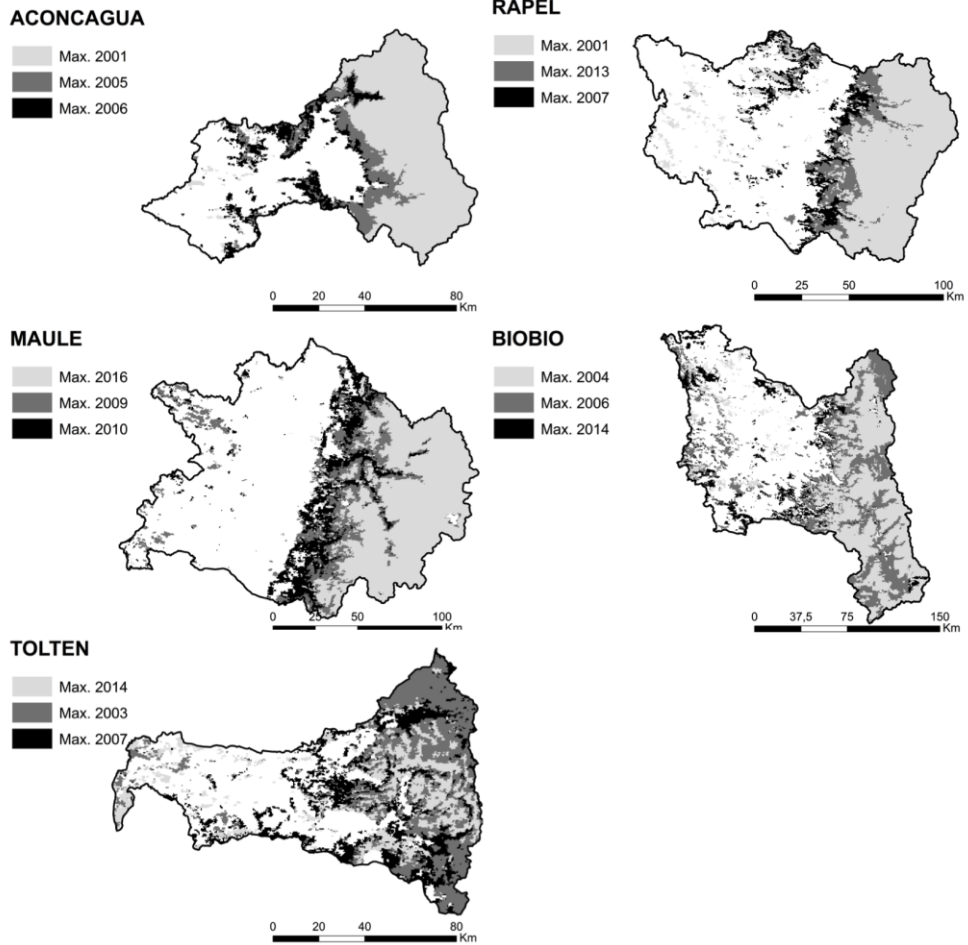 ACONCAGUA
Max. 2001
Max. 2005
Max. 2006
0 20 40 80
Km
RAPEL
Max. 2001
Max. 2013
Max. 2007
0 25 50 100
Km
MAULE
Max. 2016
Max. 2009
Max. 2010
0 25 50 100
Km
BIOBIO
Max. 2004
Max. 2006
Max. 2014
0 37,5 75 150
Km
TOLTEN
Max. 2014
Max. 2003
Max. 2007
0 20 40 80
Km